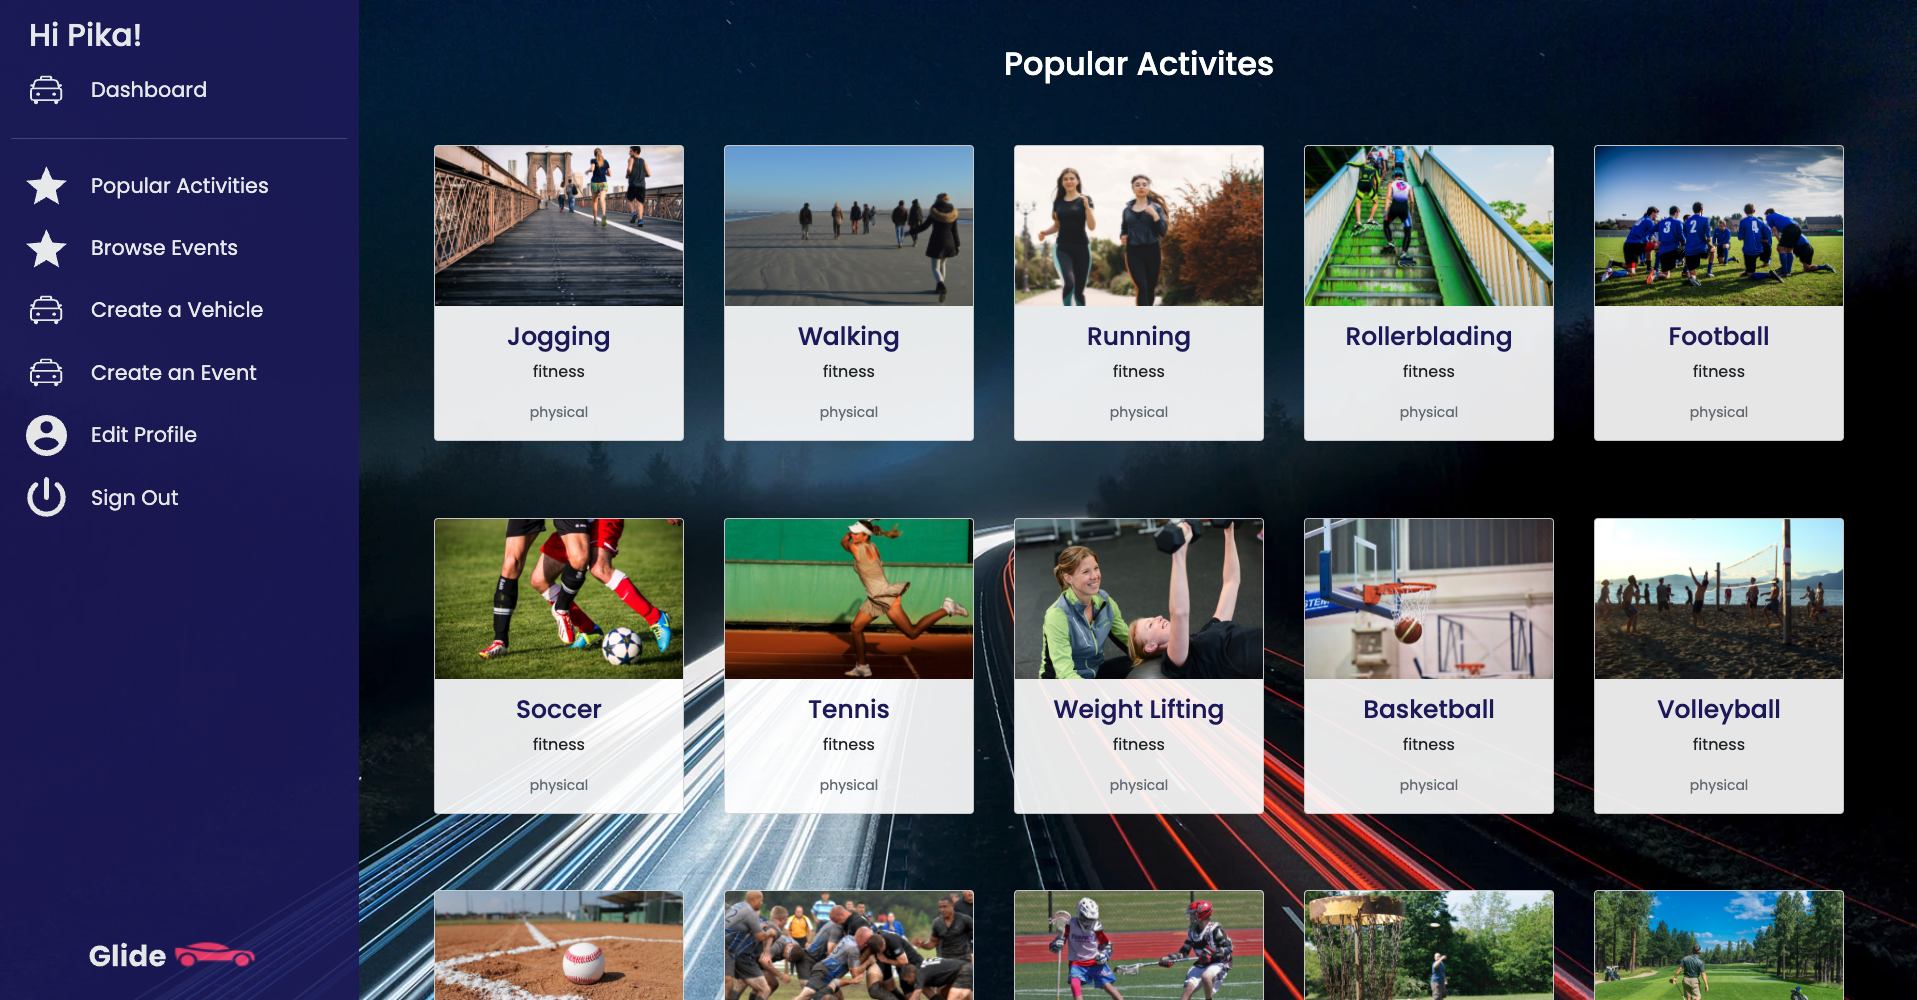 Hi Pika!
Dashboard
Popular Activities
Browse Events
Create a Vehicle
Create an Event
Edit Profile
Sign Out
Glide
Popular Activites
Jogging
fitness
physical
Walking
fitness
physical
Running
fitness
physical
Rollerblading
fitness
physical
Football
fitness
physical
Soccer
fitness
physical
Tennis
fitness
physical
Weight Lifting
fitness
physical
Basketball
fitness
physical
Volleyball
fitness
physical